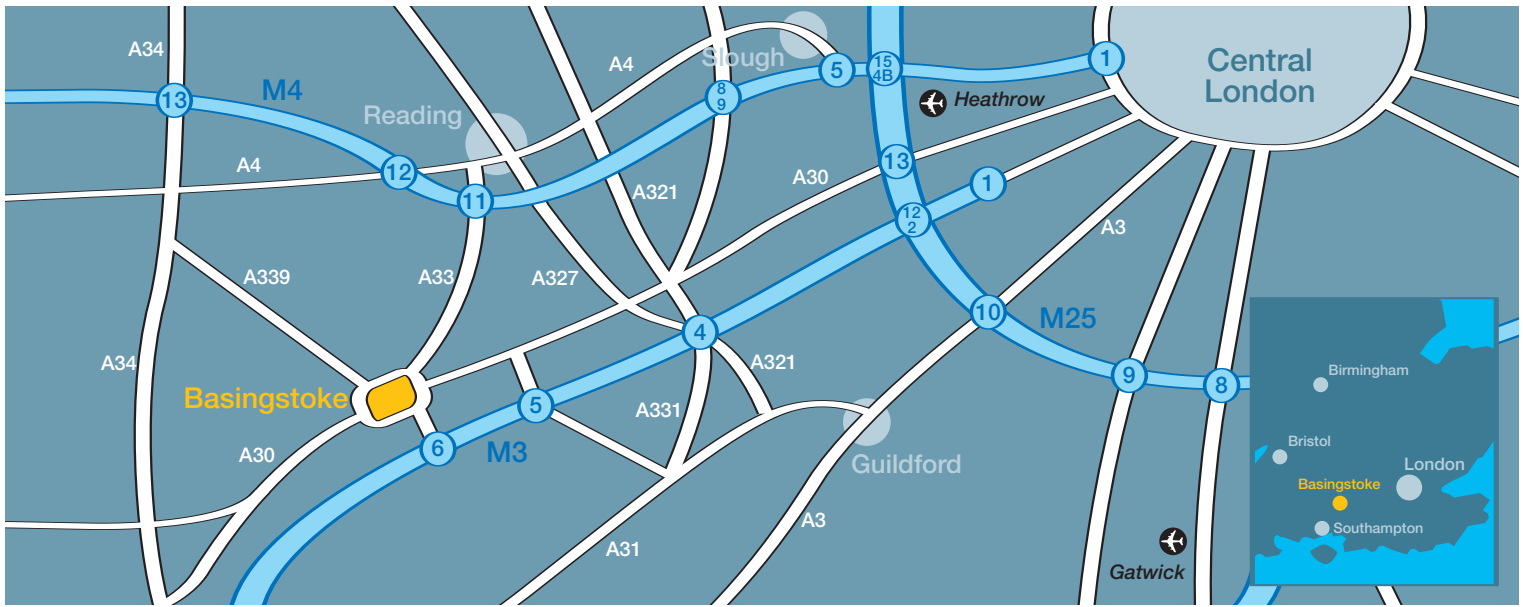 A34
M4
13
A4
Reading
A4
12
11
8
9
Slough
5
15
4B
1
Central
London
Heathrow
13
A30
A321
1
12
2
A3
A339
A33
A327
10
M25
A34
4
A321
9
8
Basingstoke
5
A331
6
M3
A30
Guildford
A3
A31
Gatwick
Birmingham
Bristol
London
Basingstoke
Southampton